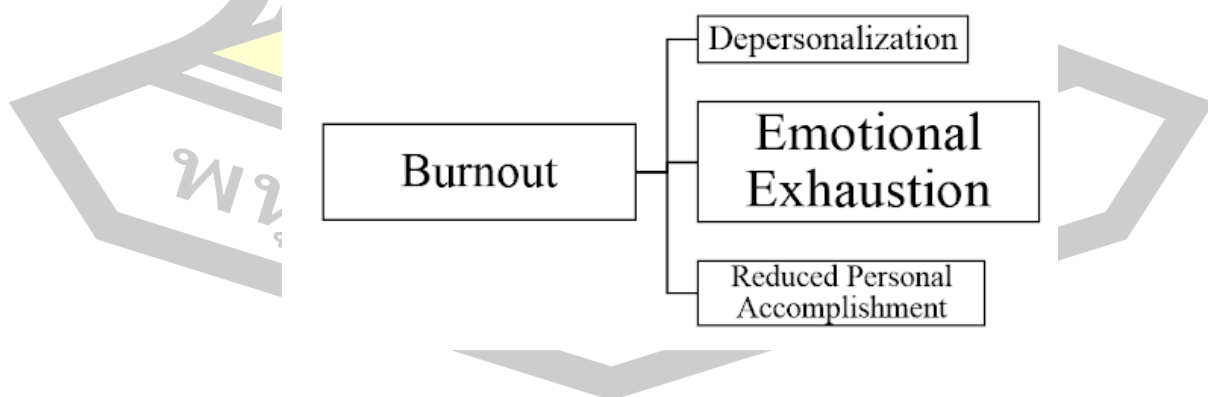 Depersonalization
Burnout
Emotional
Exhaustion
Reduced Personal
Accomplishment